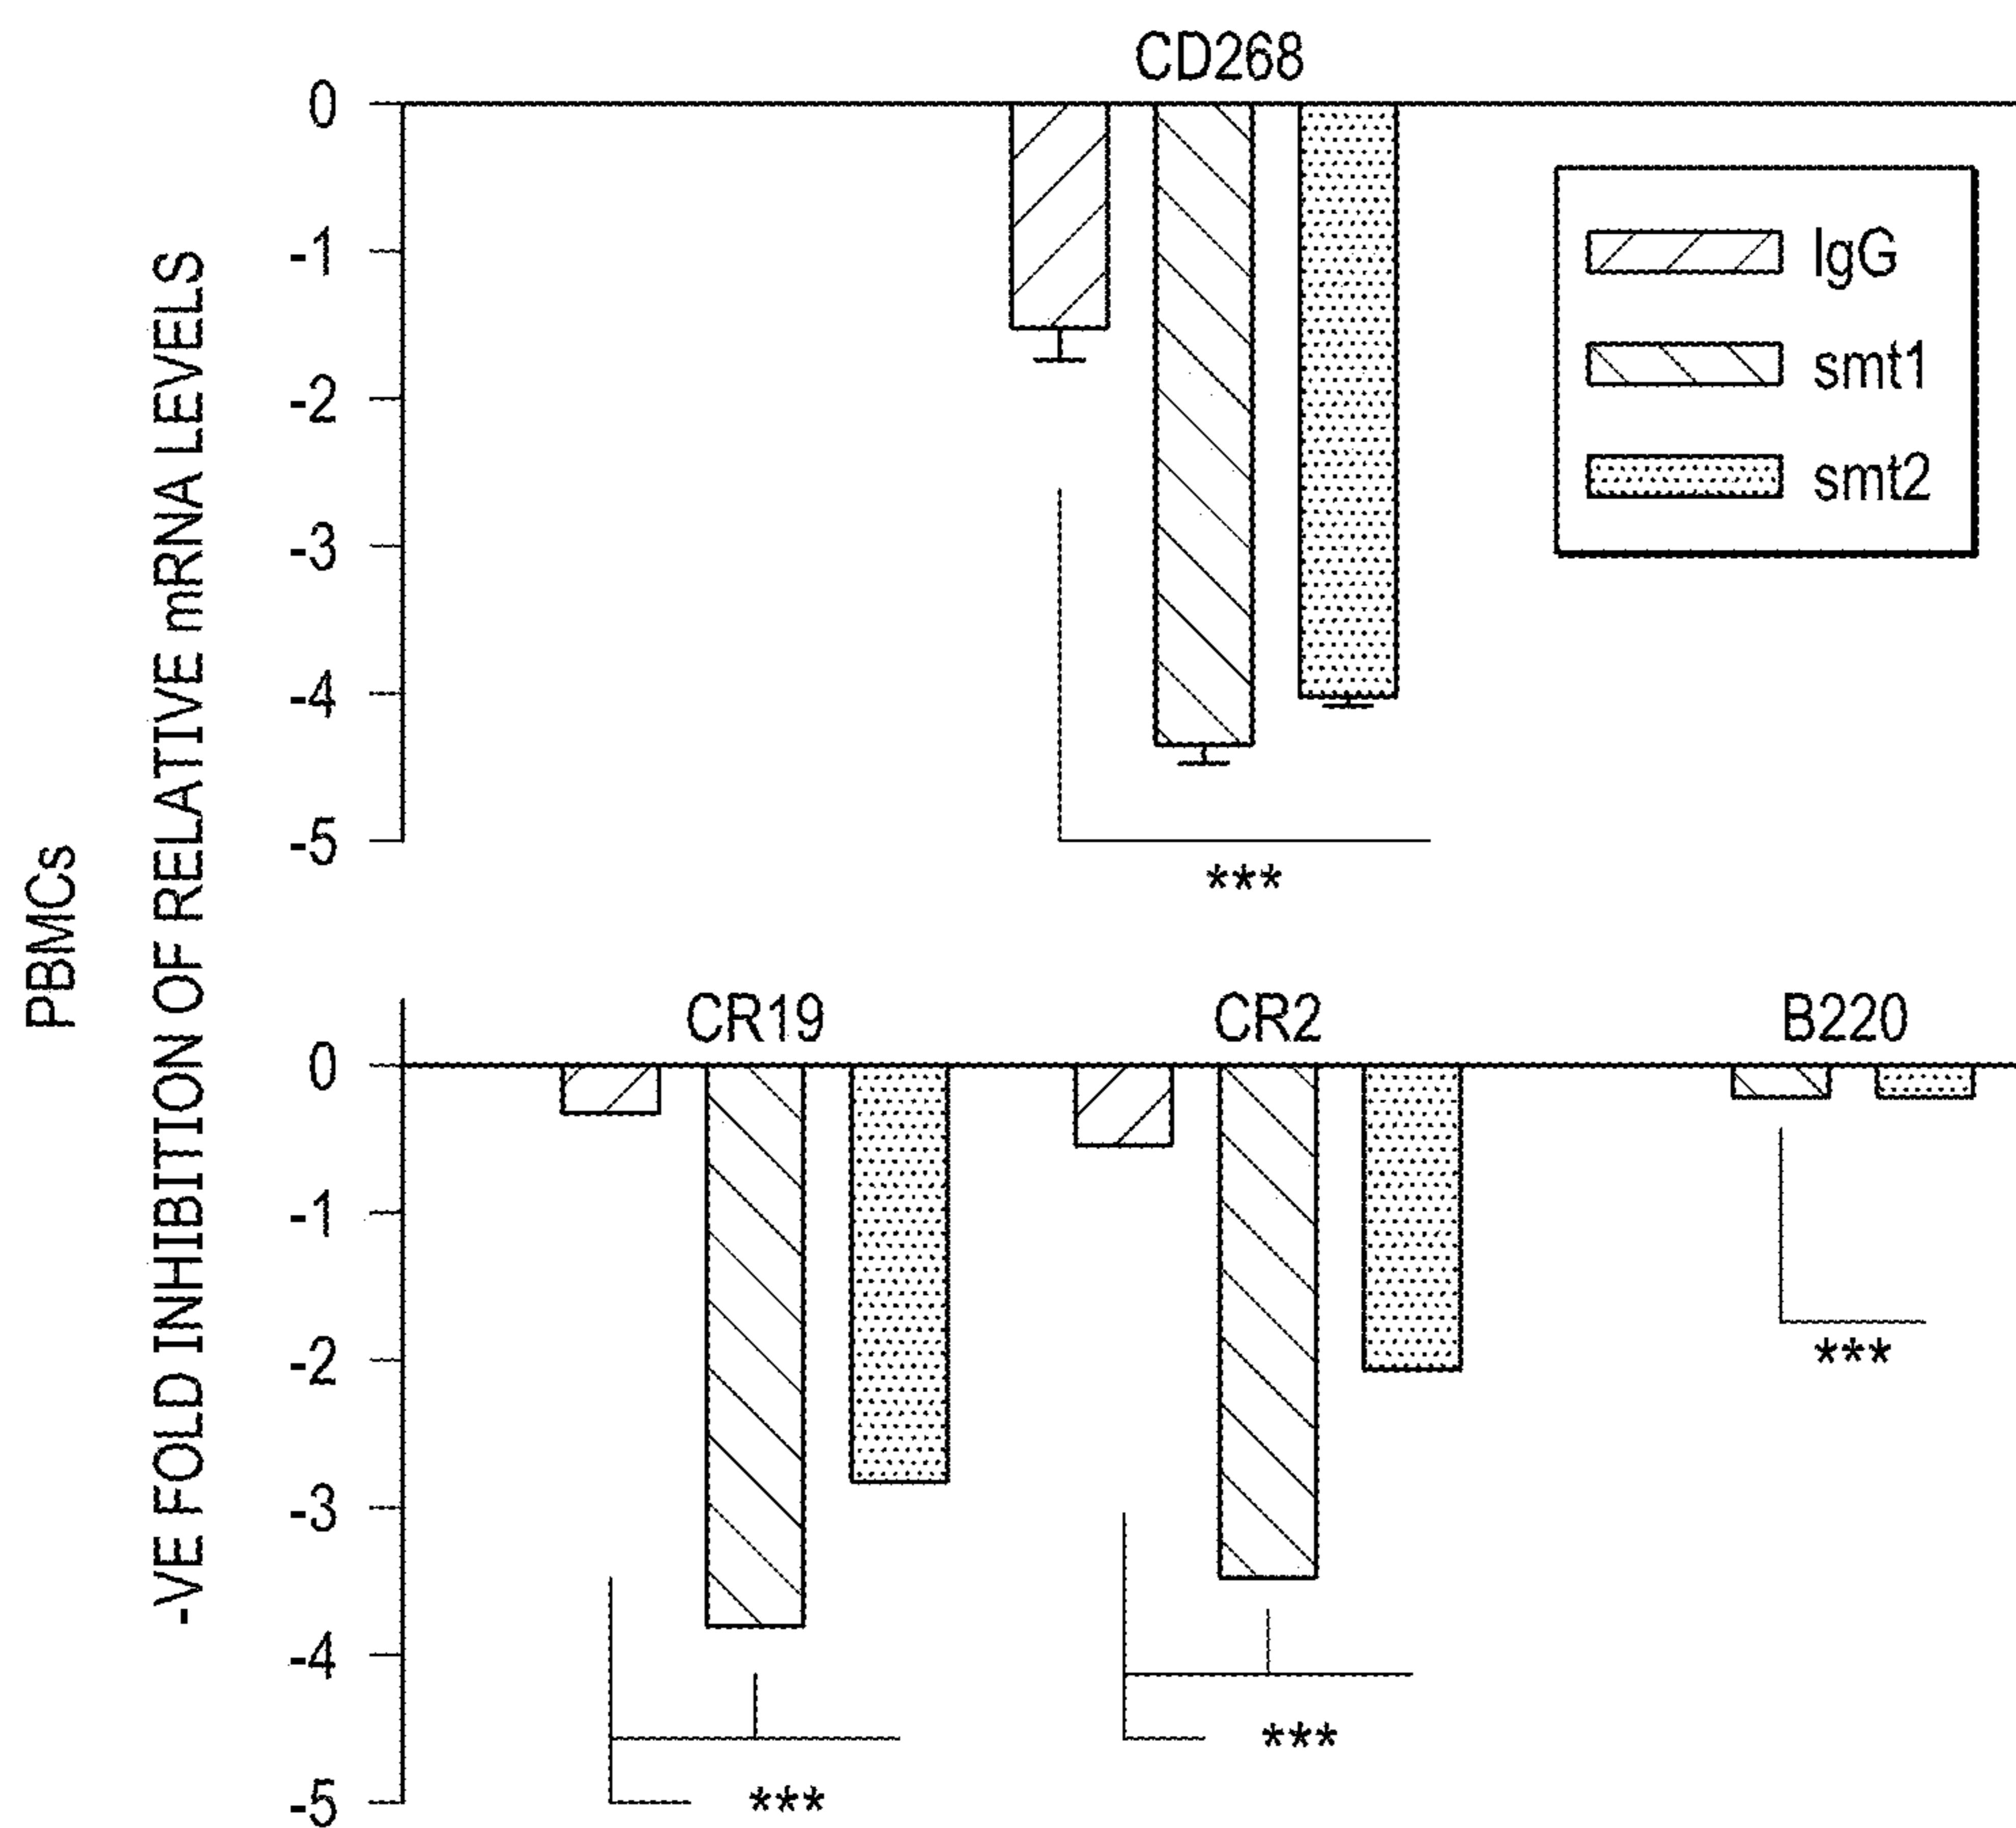 PBMCs
-VE FOLD INHIBITION OF RELATIVE mRNA LEVELS
CD268
0
-1
-2
-3
-4
-5
IgG
smt1
smt2
***
CR19
CR2
B220
0
-1
-2
-3
-4
-5
***
***
***